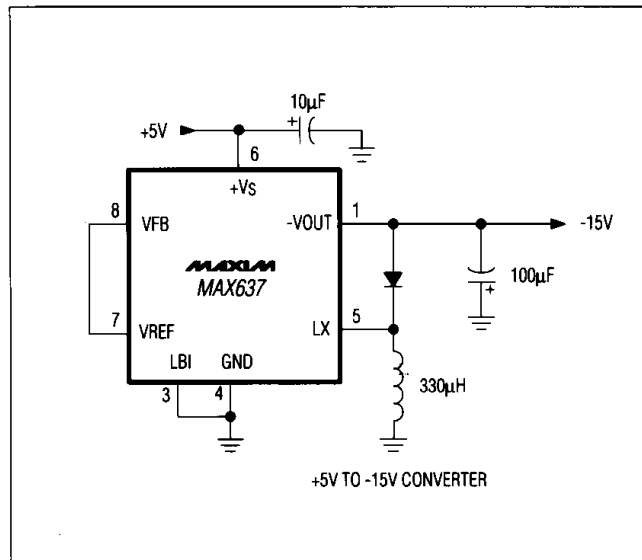 10µF
+5V
6
+VS
8
VFB
-VOUT
1
-15V
MAXIM
MAX637
100µF
7
VREF
LX
5
LBI
GND
3
4
330µH
+5V TO -15V CONVERTER